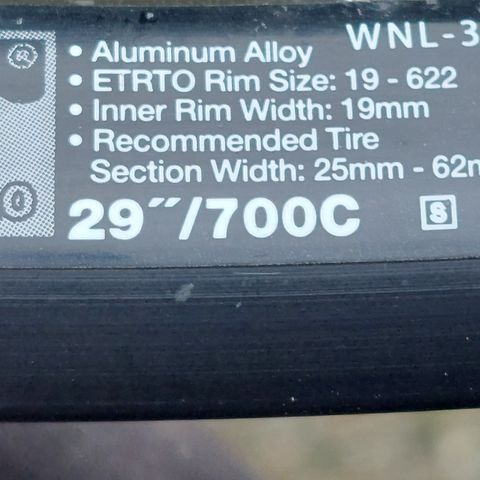 WNL-3
• Aluminum Alloy
• ETRTO Rim Size: 19 - 622
• Inner Rim Width: 19mm
• Recommended Tire
Section Width: 25mm - 62m
29″/700C
S